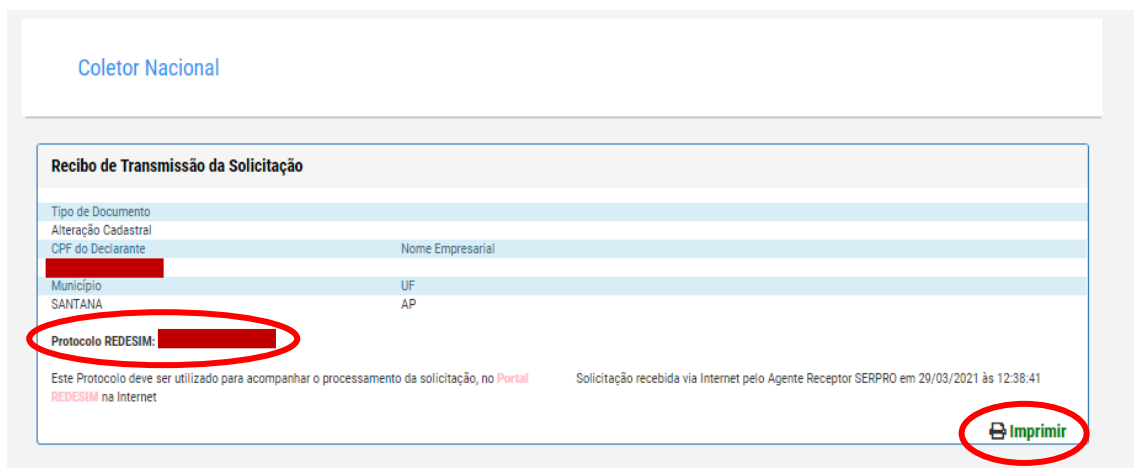 Coletor Nacional
Recibo de Transmissão da Solicitação
Tipo de Documento
Alteração Cadastral
CPF do Declarante Nome Empresarial
Município UF
SANTANA AP
Protocolo REDESIM:
Este Protocolo deve ser utilizado para acompanhar o processamento da solicitação, no Portal
REDESIM na Internet
Solicitação recebida via Internet pelo Agente Receptor SERPRO em 29/03/2021 às 12:38:41
Imprimir